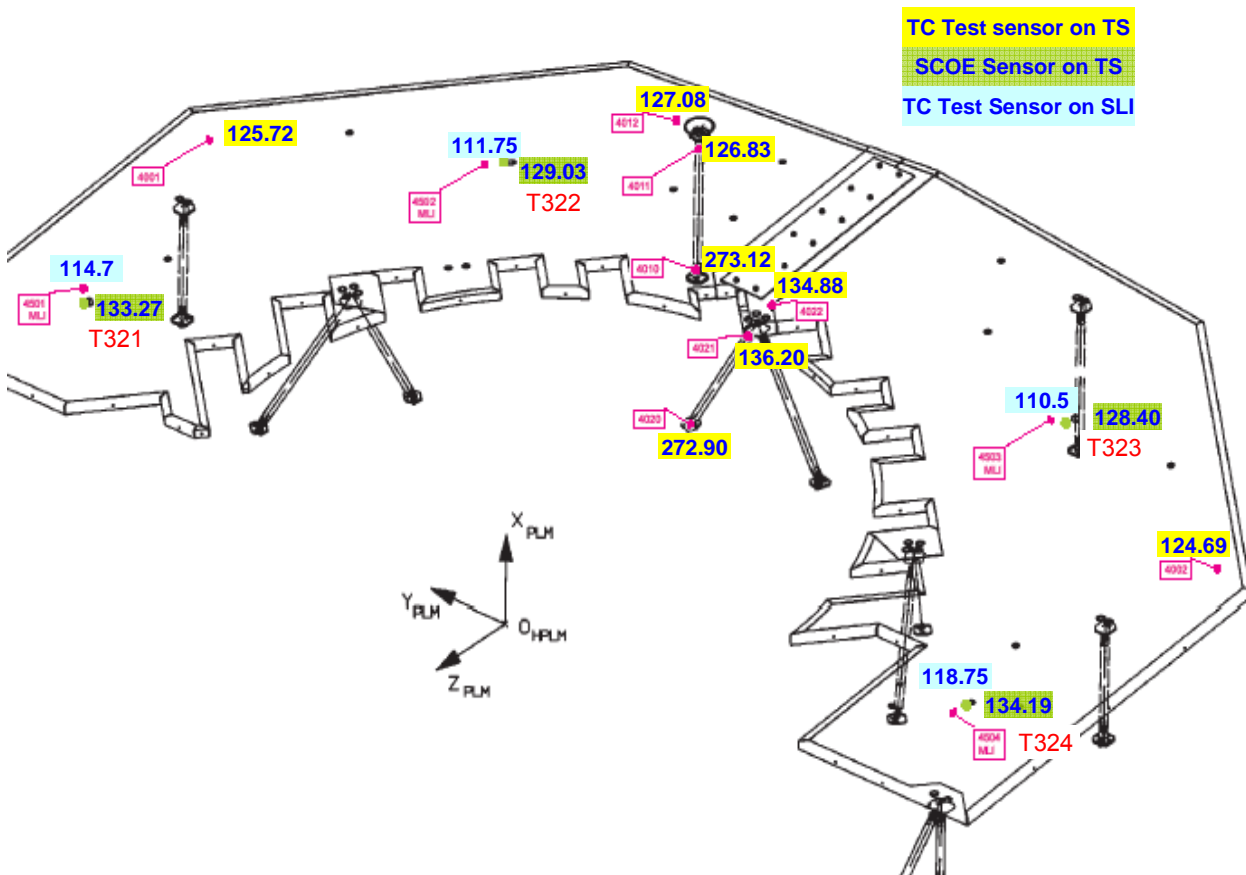 TC Test sensor on TS
SCOE Sensor on TS
TC Test Sensor on SLI
127.08
4012
125.72
111.75
126.83
4001
129.03
4011
4502
MLI
T322
114.7
4010
273.12
134.88
4501
MLI
133.27
4022
T321
4021
136.20
110.5
128.40
4020
T323
272.90
4503
MLI
124.69
4002
X PLM
Y PLM
O HPLM
Z PLM
118.75
134.19
4504
MLI
T324